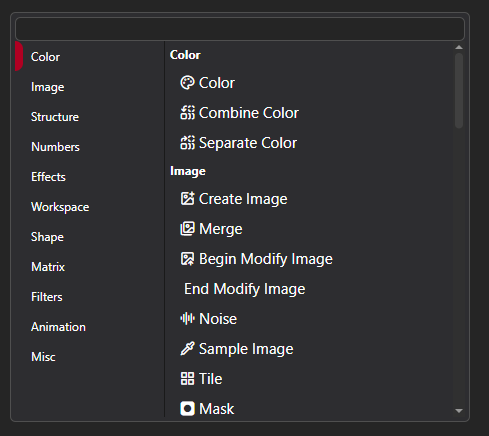 Color
Image
Structure
Numbers
Effects
Workspace
Shape
Matrix
Filters
Animation
Misc
Color
Color
Combine Color
Separate Color
Image
Create Image
Merge
Begin Modify Image
End Modify Image
Noise
Sample Image
Tile
Mask